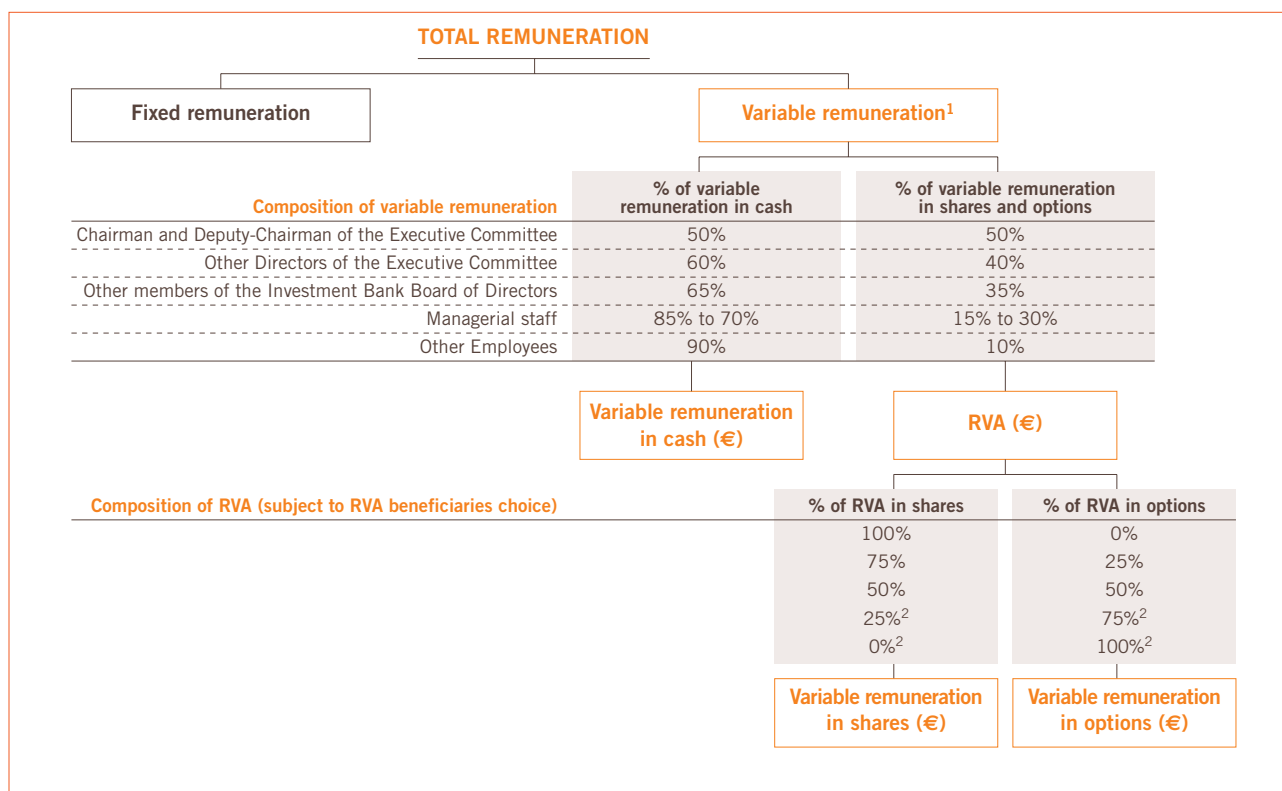 TOTAL REMUNERATION
Fixed remuneration
Variable remuneration¹
Composition of variable remuneration
% of variable
remuneration in cash
% of variable remuneration
in shares and options
Chairman and Deputy-Chairman of the Executive Committee 50% 50%
Other Directors of the Executive Committee 60% 40%
Other members of the Investment Bank Board of Directors 65% 35%
Managerial staff 85% to 70% 15% to 30%
Other Employees 90% 10%
Variable remuneration
in cash (€)
RVA (€)
Composition of RVA (subject to RVA beneficiaries choice) % of RVA in shares % of RVA in options
100% 0%
75% 25%
50% 50%
25%² 75%²
0%² 100%²
Variable remuneration
in shares (€)
Variable remuneration
in options (€)